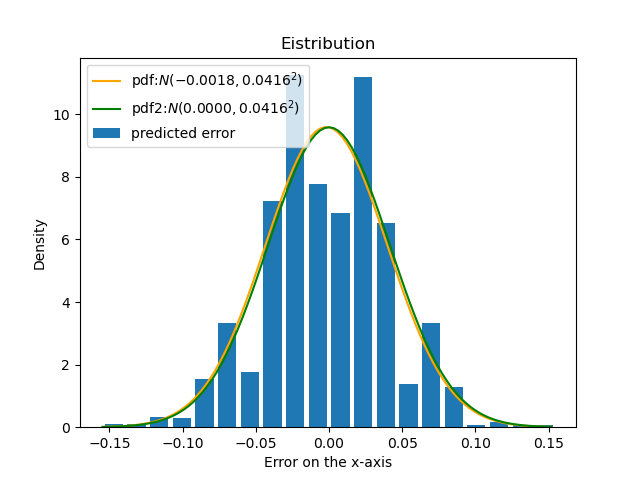 Eistribution
pdf:N(−0.0018, 0.0416²)
pdf2:N(0.0000, 0.0416²)
predicted error
Density
10
8
6
4
2
0
−0.15 −0.10 −0.05 0.00 0.05 0.10 0.15
Error on the x-axis